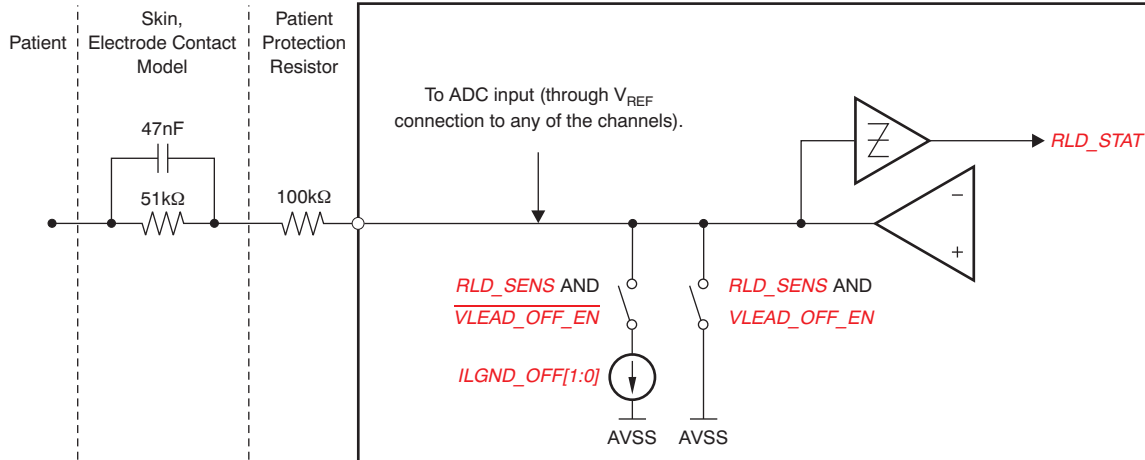 Patient
Skin,
Electrode Contact
Model
Patient
Protection
Resistor
47nF
51kΩ
100kΩ
To ADC input (through VREF
connection to any of the channels).
RLD_STAT
−
+
RLD_SENS AND
VLEAD_OFF_EN
RLD_SENS AND
VLEAD_OFF_EN
ILGND_OFF[1:0]
AVSS
AVSS